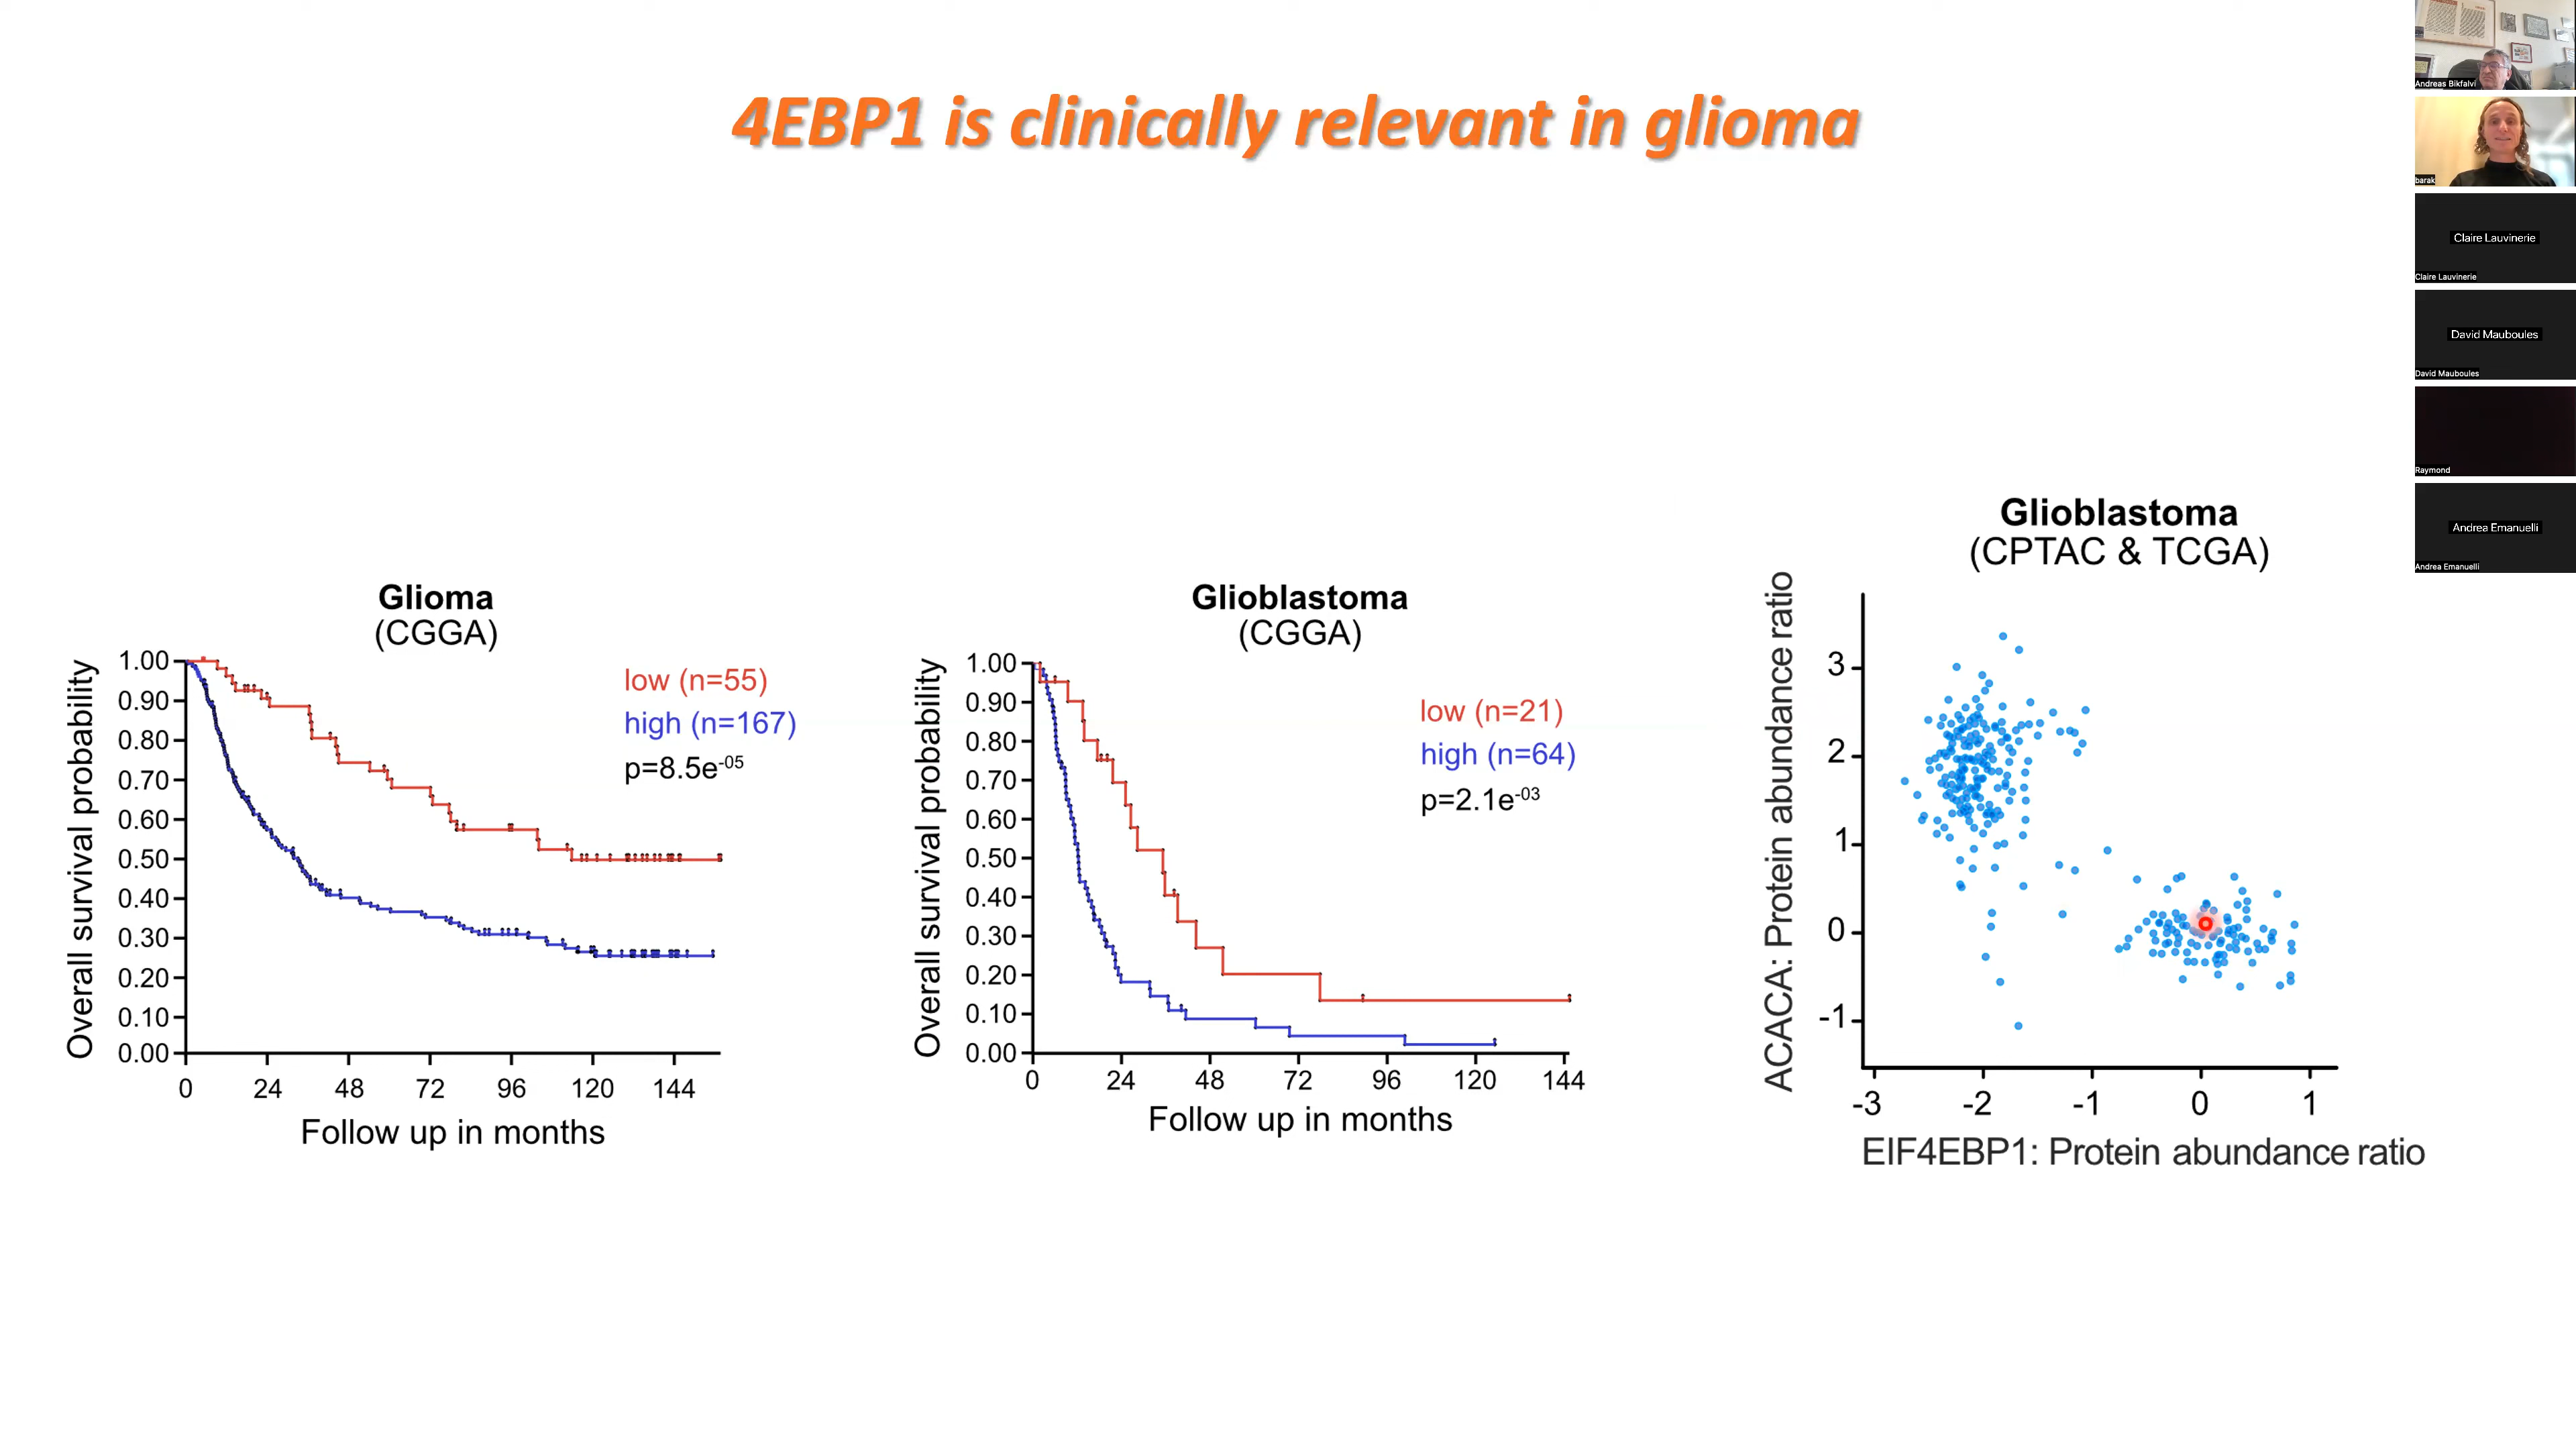 4EBP1 is clinically relevant in glioma
Glioma
(CGGA)
Overall survival probability
1.00
0.90
0.80
0.70
0.60
0.50
0.40
0.30
0.20
0.10
0.00
low (n=55)
high (n=167)
p=8.5e-05
0 24 48 72 96 120 144
Follow up in months
Glioblastoma
(CGGA)
Overall survival probability
1.00
0.90
0.80
0.70
0.60
0.50
0.40
0.30
0.20
0.10
0.00
low (n=21)
high (n=64)
p=2.1e-03
0 24 48 72 96 120 144
Follow up in months
Glioblastoma
(CPTAC & TCGA)
ACACA: Protein abundance ratio
3
2
1
0
-1
-3 -2 -1 0 1
EIF4EBP1: Protein abundance ratio
Andreas Bikfalvi
barak
Claire Lauvinerie
Claire Lauvinerie
David Mauboules
David Mauboules
Raymond
Andrea Emanuelli
Andrea Emanuelli